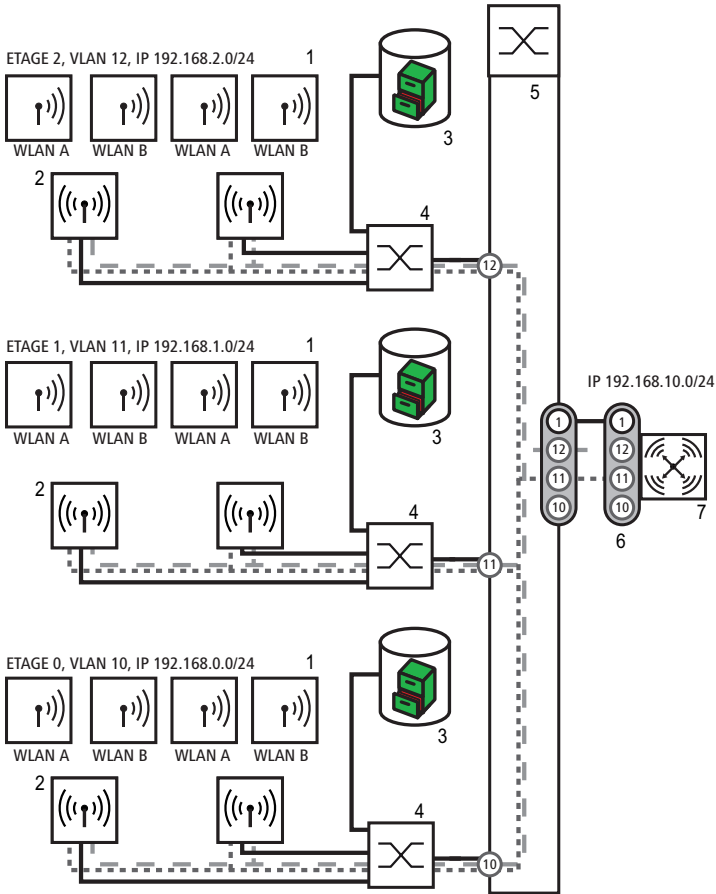 ETAGE 2, VLAN 12, IP 192.168.2.0/24
1
WLAN A
WLAN B
WLAN A
WLAN B
2
3
4
5
12
ETAGE 1, VLAN 11, IP 192.168.1.0/24
1
WLAN A
WLAN B
WLAN A
WLAN B
2
3
4
11
IP 192.168.10.0/24
1
12
11
10
1
12
11
10
6
7
ETAGE 0, VLAN 10, IP 192.168.0.0/24
1
WLAN A
WLAN B
WLAN A
WLAN B
2
3
4
10